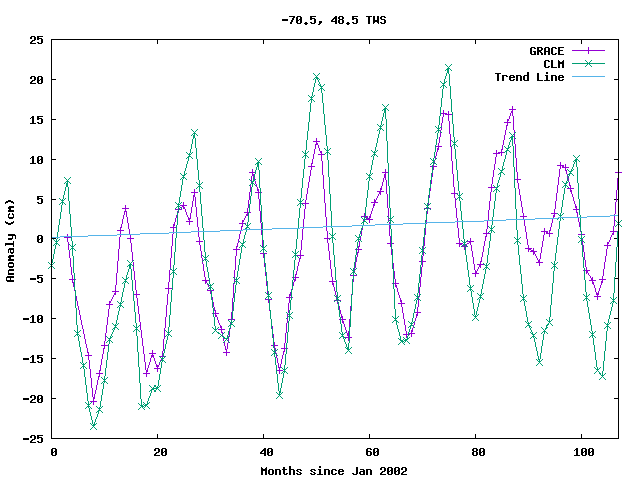 -70.5, 48.5 TWS
GRACE
CLM
Trend Line
25
20
15
10
5
0
-5
-10
-15
-20
-25
Anomaly (cm)
0 20 40 60 80 100
Months since Jan 2002